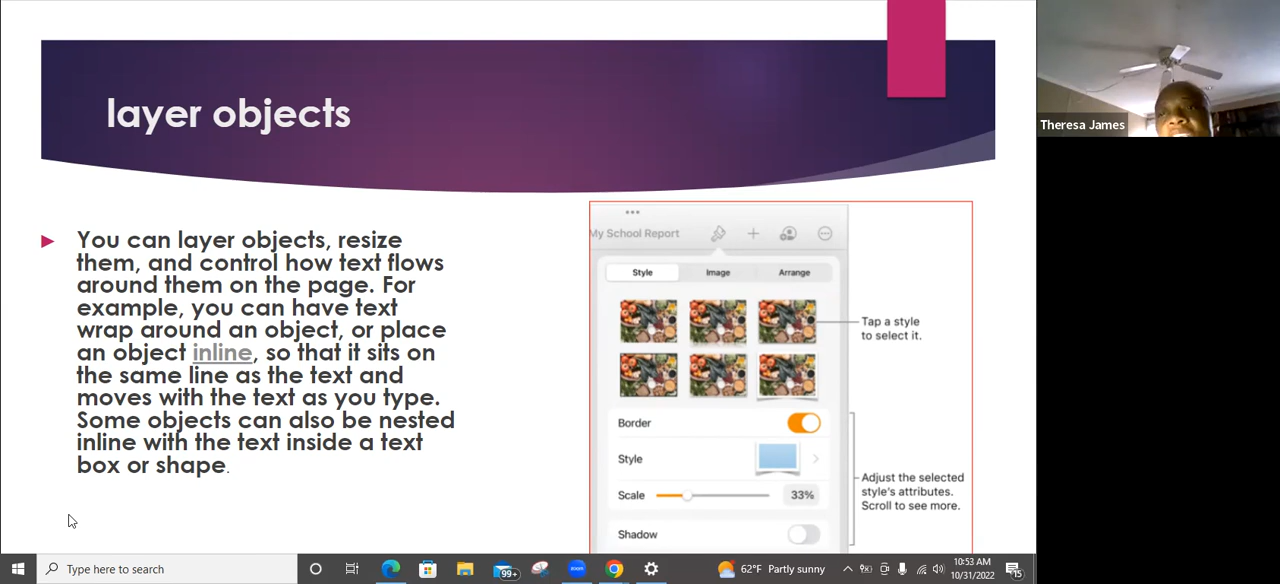 layer objects
Theresa James
You can layer objects, resize
them, and control how text flows
around them on the page. For
example, you can have text
wrap around an object, or place
an object inline, so that it sits on
the same line as the text and
moves with the text as you type.
Some objects can also be nested
inline with the text inside a text
box or shape.
My School Report
Style Image Arrange
Tap a style
to select it.
Border
Style
Scale 33%
Shadow
Adjust the selected
style's attributes.
Scroll to see more.
Type here to search
99+
zoom
62°F Partly sunny
10:53 AM
10/31/2022
15